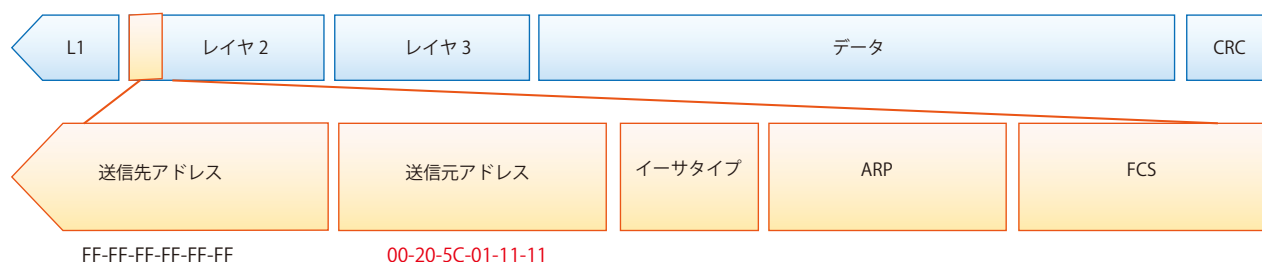 L1
レイヤ 2
レイヤ 3
データ
CRC
送信先アドレス
送信元アドレス
イーサタイプ
ARP
FCS
FF-FF-FF-FF-FF-FF
00-20-5C-01-11-11